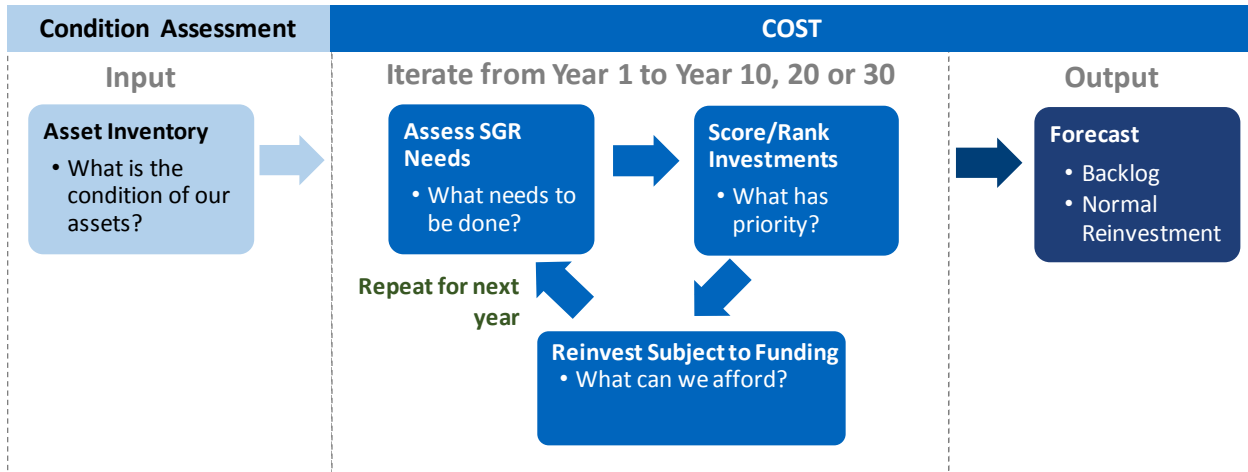 Condition Assessment
COST
Input
Iterate from Year 1 to Year 10, 20 or 30
Output
Asset Inventory
• What is the
condition of our
assets?
Assess SGR
Needs
• What needs to
be done?
Score/Rank
Investments
• What has
priority?
Forecast
• Backlog
• Normal
Reinvestment
Repeat for next
year
Reinvest Subject to Funding
• What can we afford?